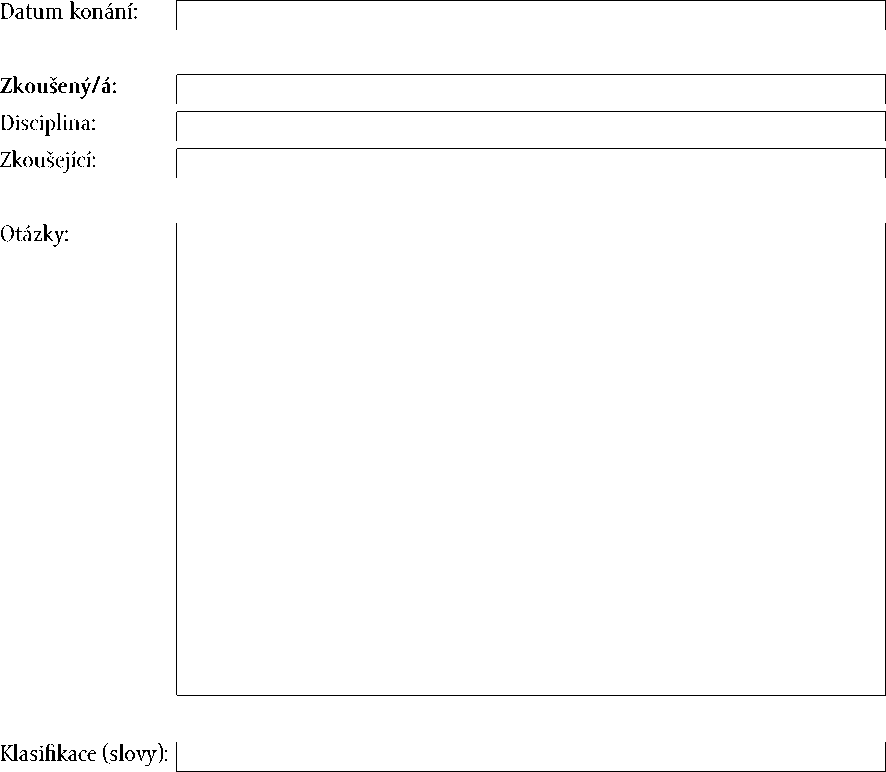 Datum konání:
Zkoušený/á:
Disciplina:
Zkoušející:
Otázky:
Klasifikace (slovy):